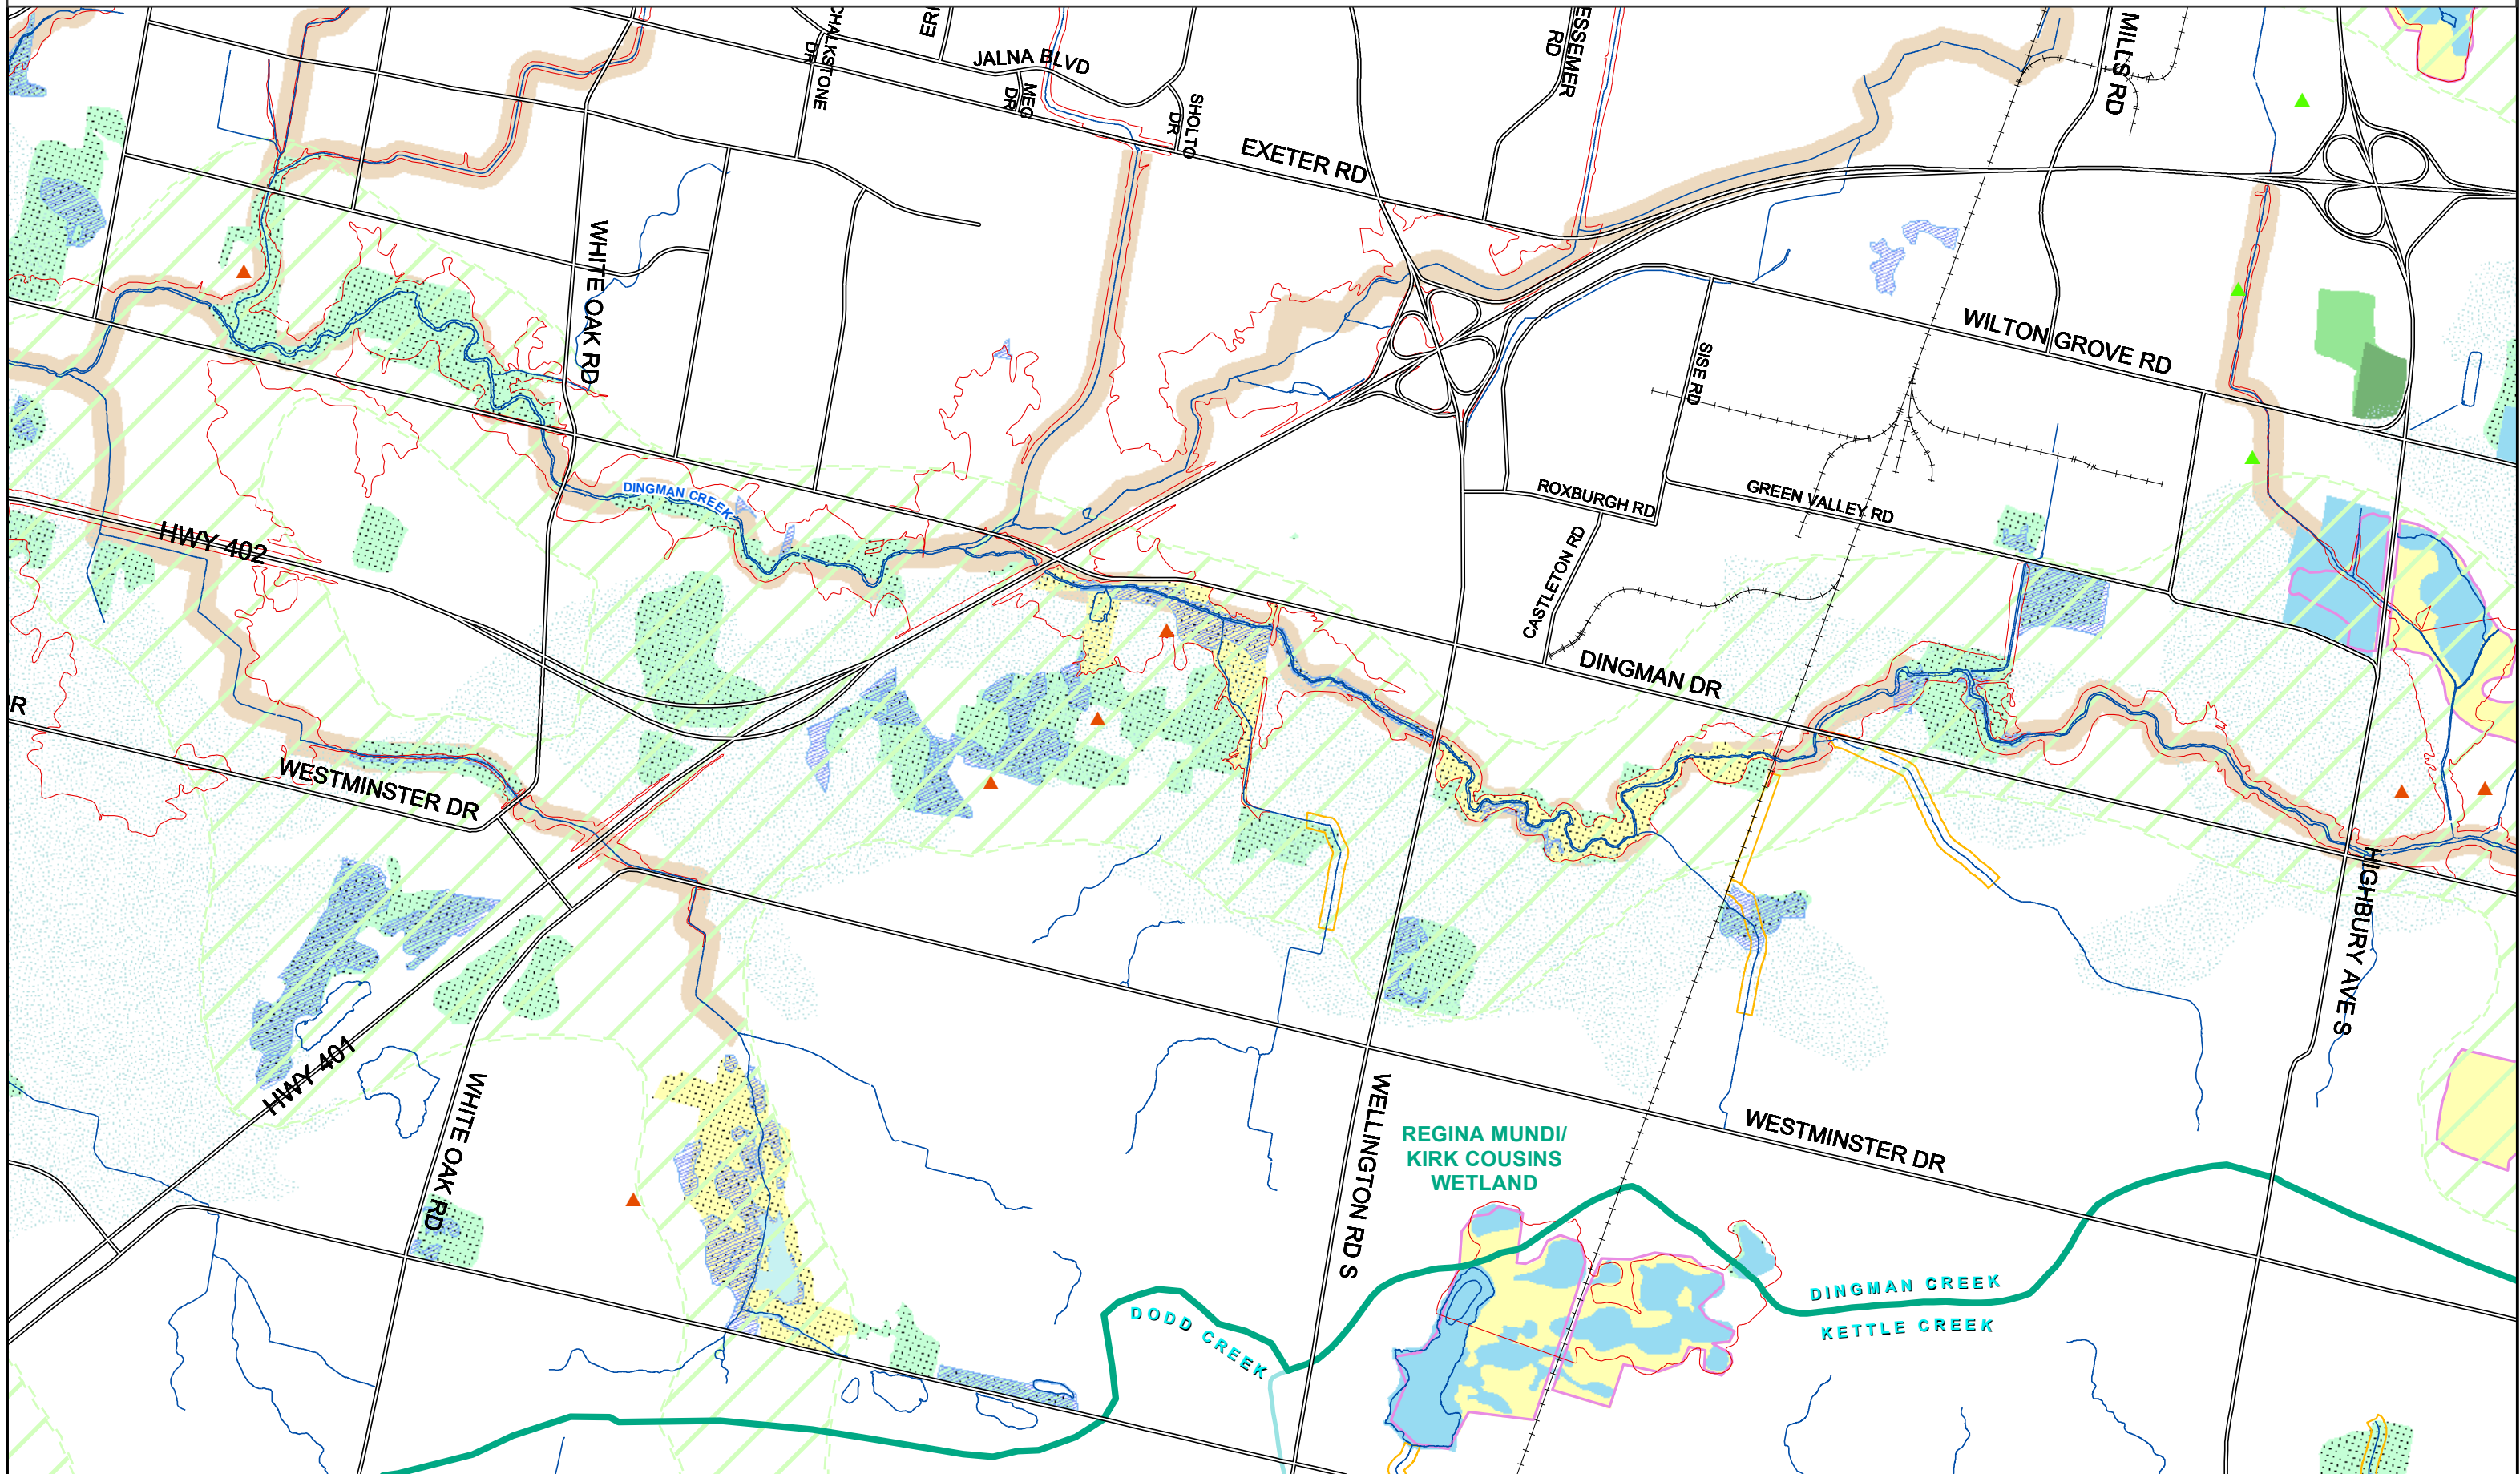 CHALKSTONE
DR
JALNA BLVD
MEG
DR
SHOLTO
DR
EXETER RD
RD
MILLS RD
WHITE OAK RD
WILTON GROVE RD
SISE RD
DINGMAN CREEK
ROXBURGH RD
GREEN VALLEY RD
HWY 402
CASTLETON RD
DINGMAN DR
DR
WESTMINSTER DR
HIGHBURY AVE S
HWY 401
WHITE OAK RD
WELLINGTON RD S
REGINA MUNDI/
KIRK COUSINS
WETLAND
WESTMINSTER DR
DINGMAN CREEK
KETTLE CREEK
DODD CREEK